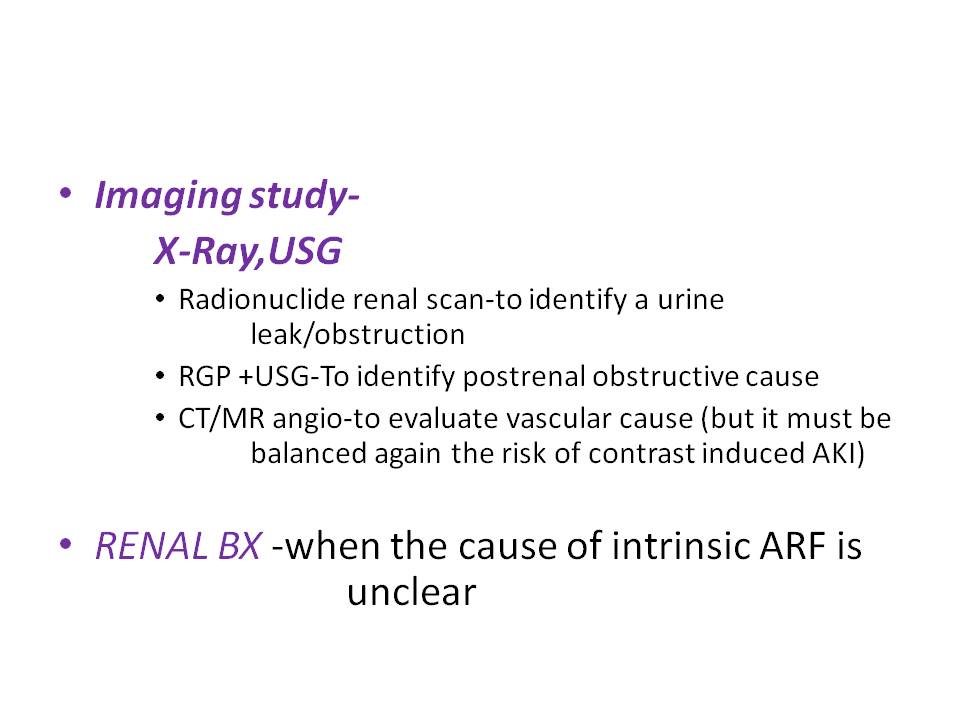 • Imaging study-
X-Ray,USG
• Radionuclide renal scan-to identify a urine
leak/obstruction
• RGP +USG-To identify postrenal obstructive cause
• CT/MR angio-to evaluate vascular cause (but it must be
balanced again the risk of contrast induced AKI)
• RENAL BX -when the cause of intrinsic ARF is
unclear